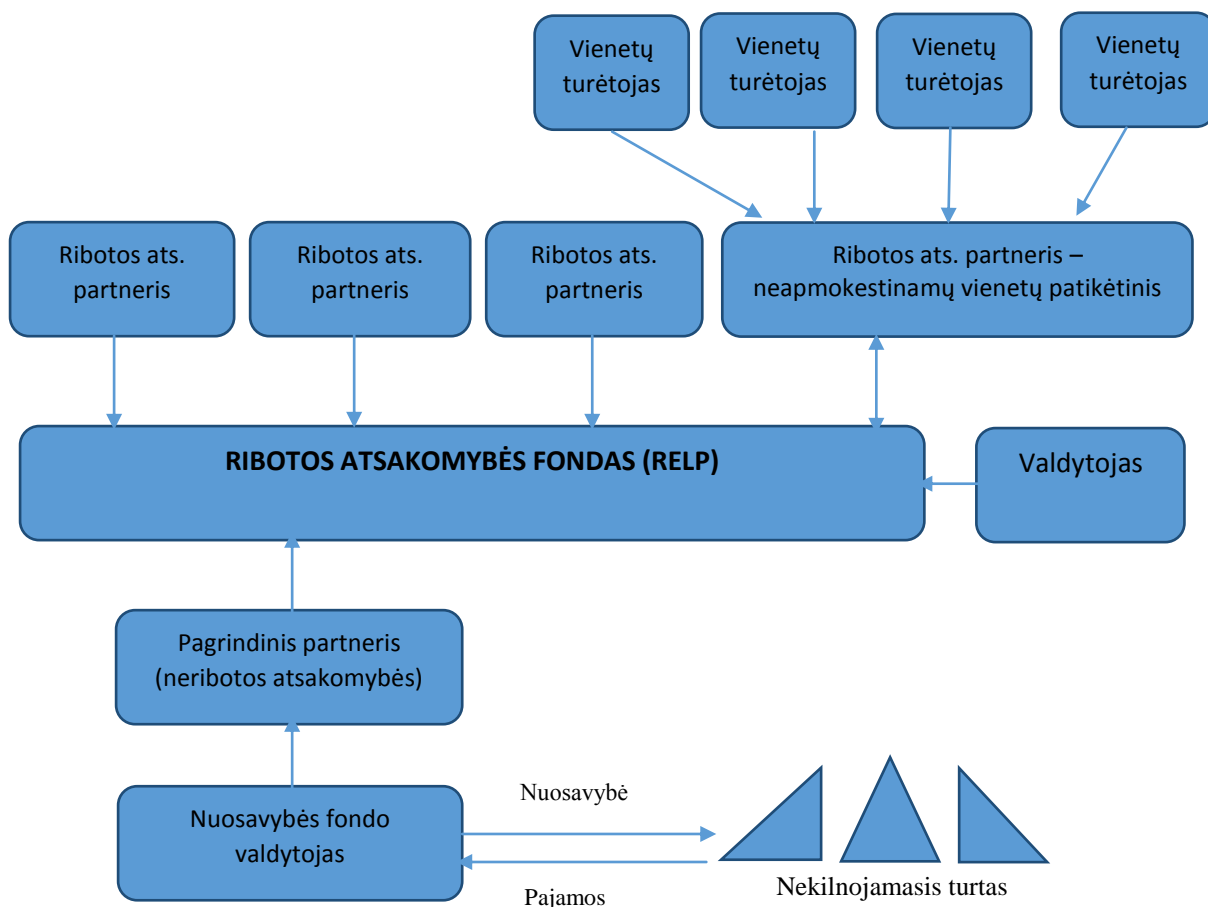 Vienetų
turėtojas
Vienetų
turėtojas
Vienetų
turėtojas
Vienetų
turėtojas
Ribotos ats.
partneris
Ribotos ats.
partneris
Ribotos ats.
partneris
Ribotos ats. partneris –
neapmokestinamų vienetų patikėtinis
RIBOTOS ATSAKOMYBĖS FONDAS (RELP)
Valdytojas
Pagrindinis partneris
(neribotos atsakomybės)
Nuosavybės fondo
valdytojas
Nuosavybė
Pajamos
Nekilnojamasis turtas